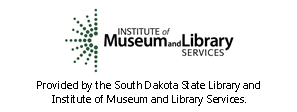 INSTITUTE of
Museum and Library
SERVICES
Provided by the South Dakota State Library and
Institute of Museum and Library Services.